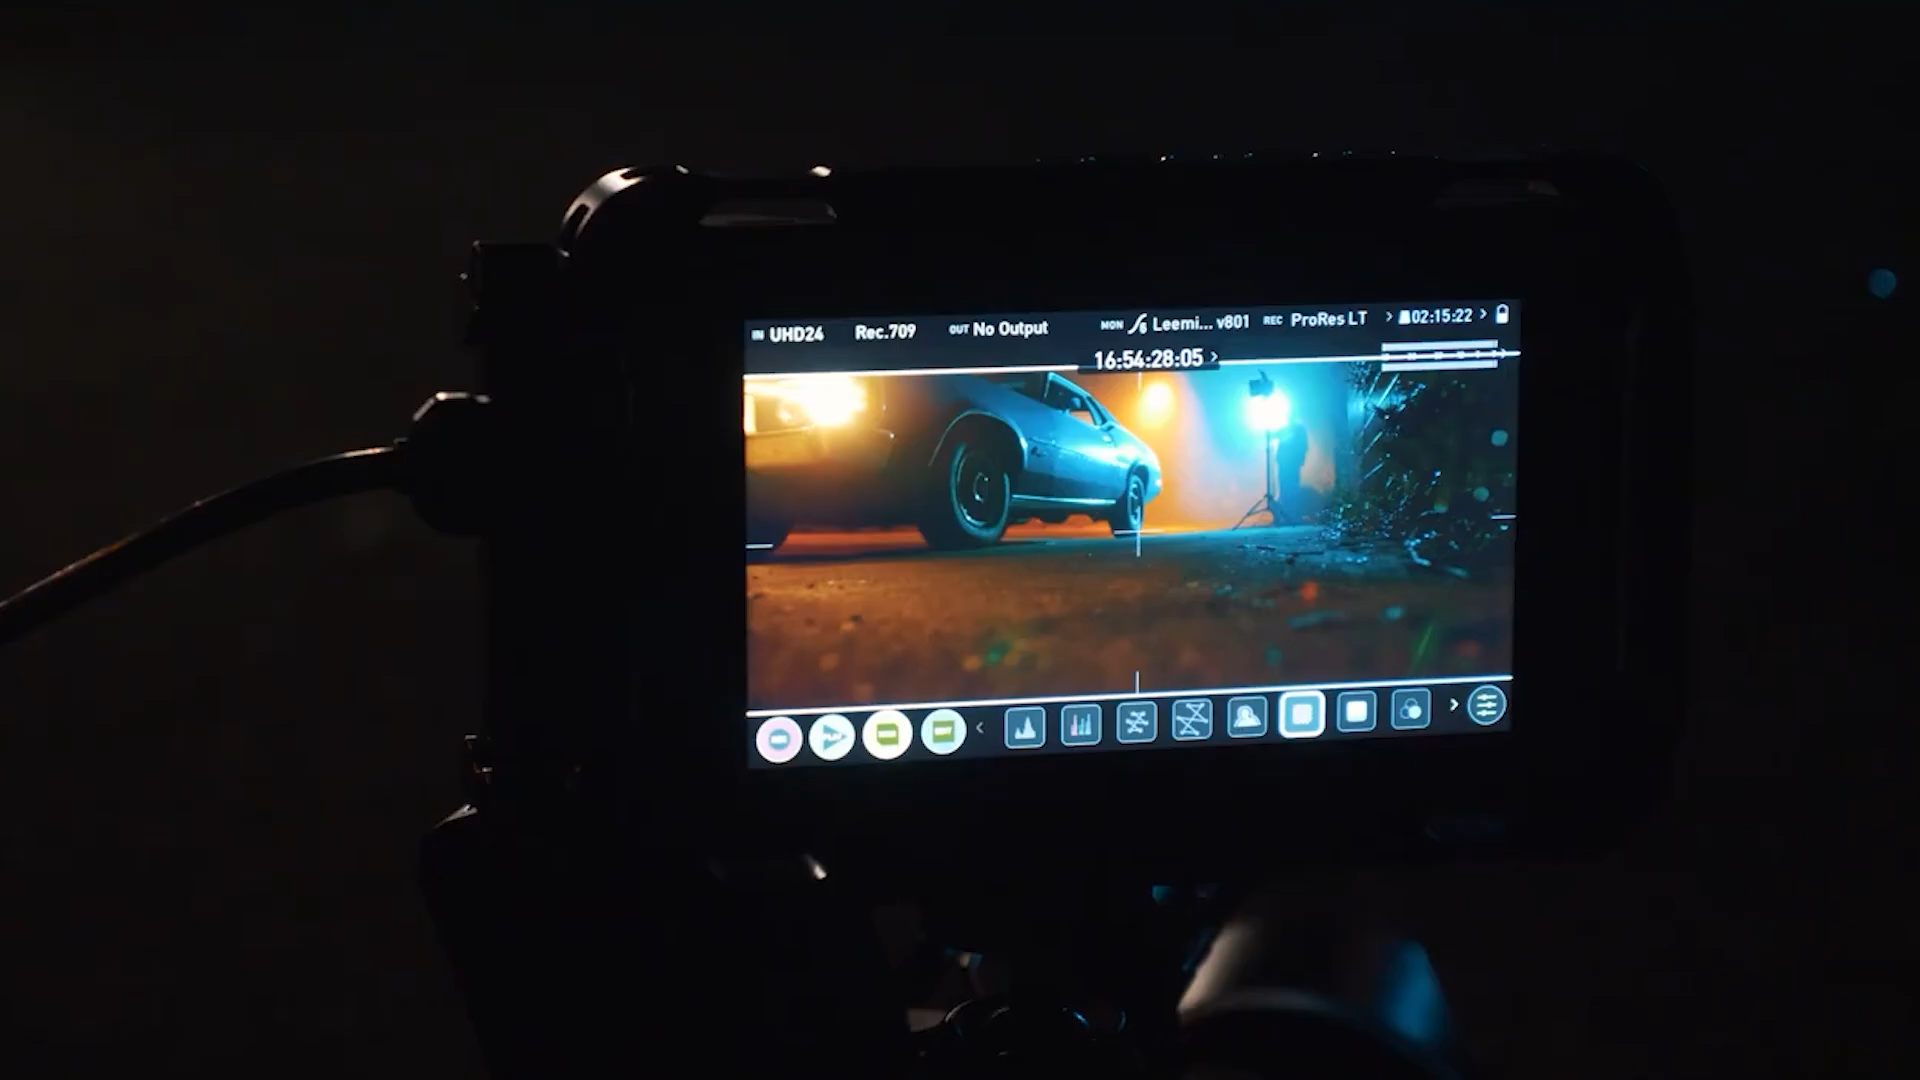 IN UHD24 Rec.709 OUT No Output MON Leemi... v801 REC ProRes LT > 02:15:22 >
16:54:28:05 >
PLAY